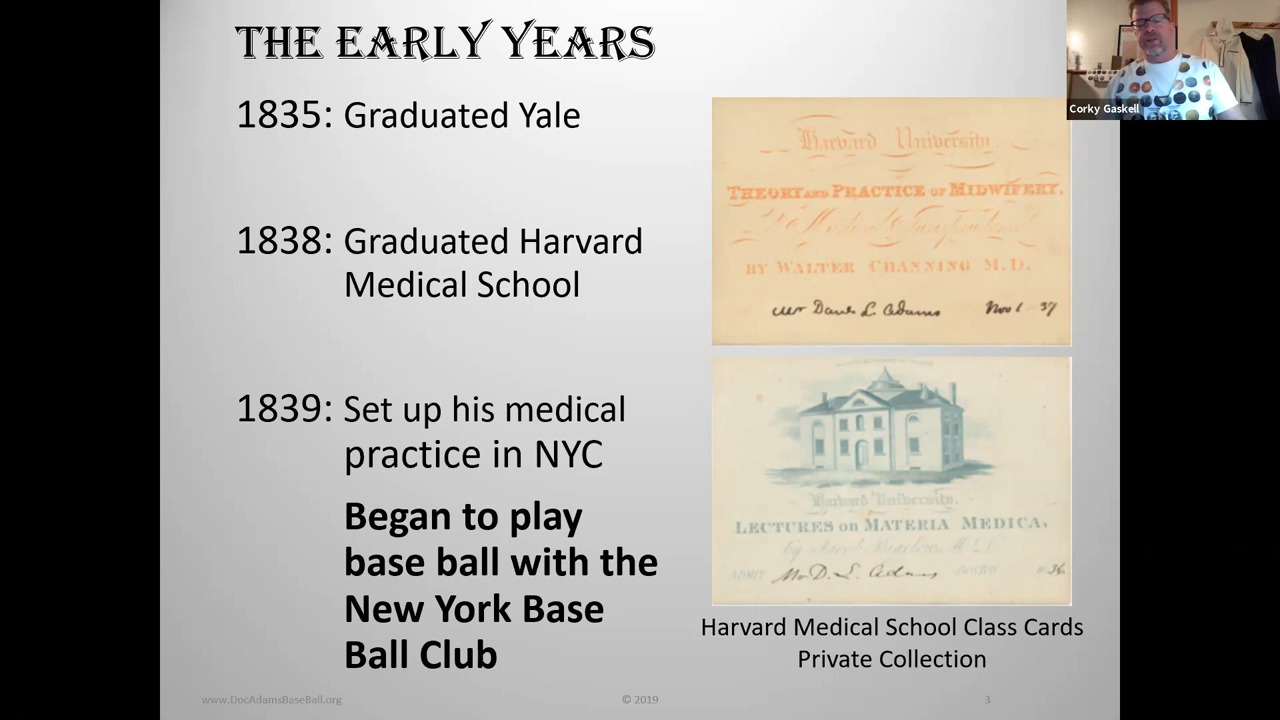 THE EARLY YEARS
Corky Gaskell
1835: Graduated Yale
1838: Graduated Harvard
Medical School
1839: Set up his medical
practice in NYC
Began to play
base ball with the
New York Base
Ball Club
Harvard University.
THEORY AND PRACTICE OF MIDWIFERY.
BY WALTER CHANNING M.D.
Mr Danl L. Adams Nov 1 37
Harvard University.
LECTURES on MATERIA MEDICA,
ADMIT Mr D. L. Adams BOSTON
Harvard Medical School Class Cards
Private Collection
www.DocAdamsBaseBall.org © 2019 3